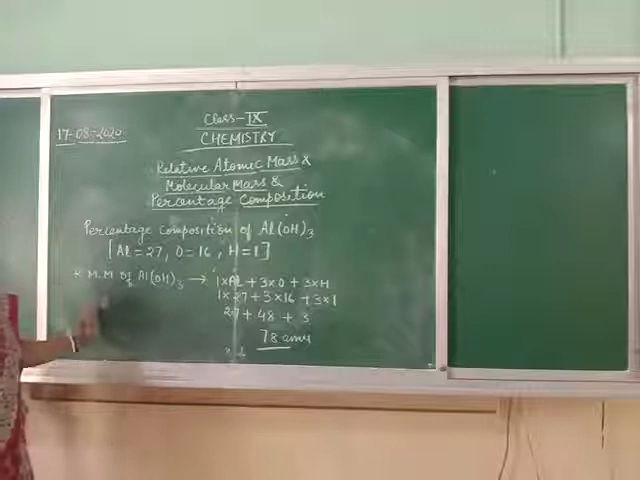 Class-IX
17-08-2020
CHEMISTRY
Relative Atomic Mass &
Molecular Mass &
Percentage Composition
Percentage composition of Al(OH)3
[Al=27, O=16, H=1]
R.M.M of Al(OH)3 → 1×Al + 3×O + 3×H
1×27 + 3×16 + 3×1
27 + 48 + 3
78 amu